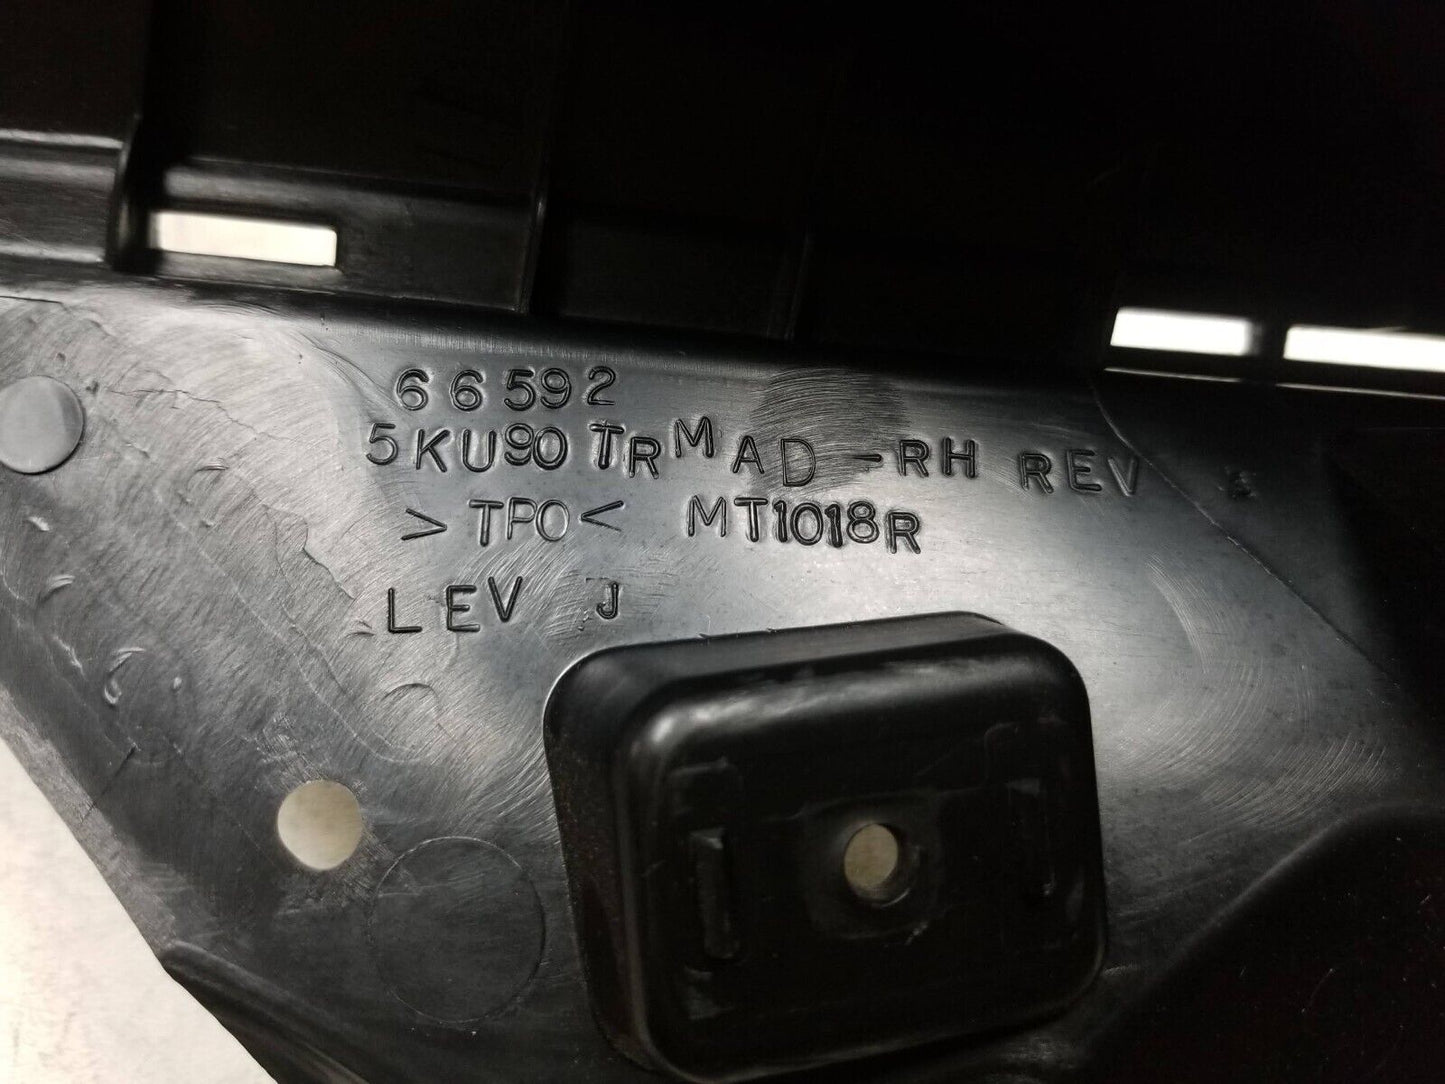 66592
5KU90TRMAD-RH REV
>TPO< MT1018R
LEV J